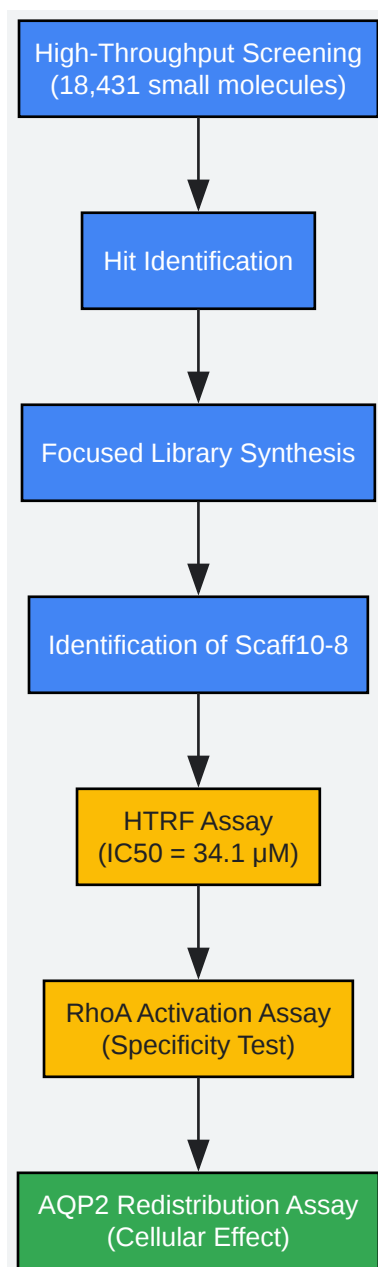 High-Throughput Screening
(18,431 small molecules)
Hit Identification
Focused Library Synthesis
Identification of Scaff10-8
HTRF Assay
(IC50 = 34.1 µM)
RhoA Activation Assay
(Specificity Test)
AQP2 Redistribution Assay
(Cellular Effect)